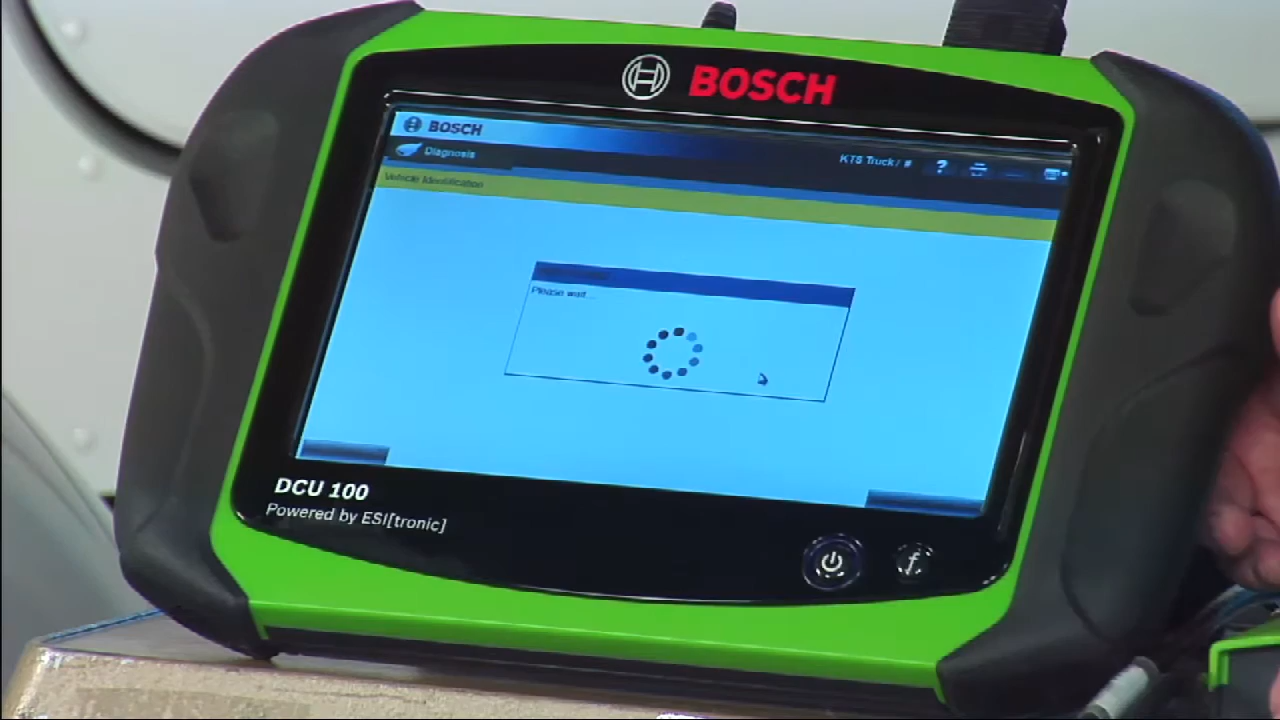 BOSCH
BOSCH
Diagnosis
KTS Truck / # ?
Vehicle Identification
Please wait...
DCU 100
Powered by ESI[tronic]
f